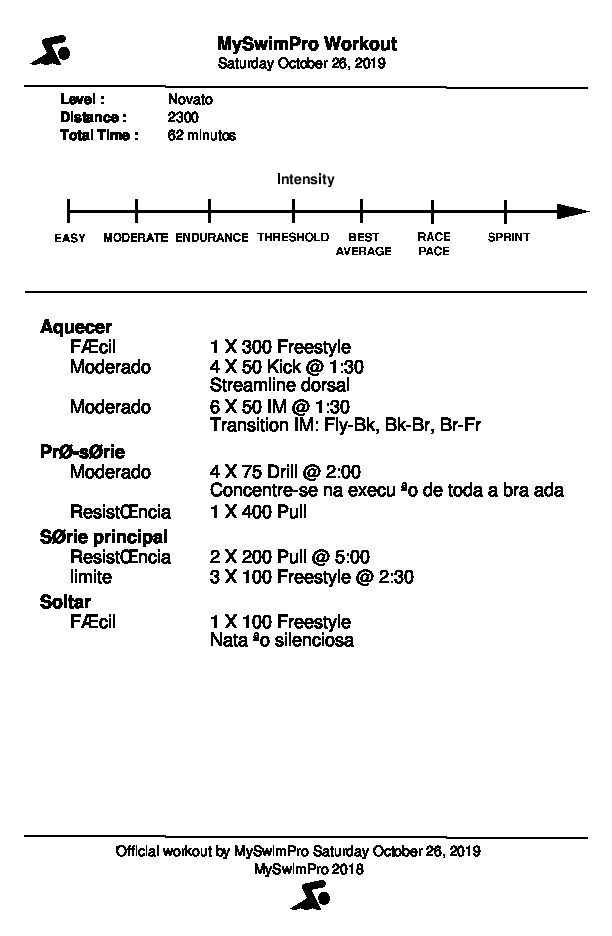 MySwimPro Workout
Saturday October 26, 2019
Level : Novato
Distance : 2300
Total Time : 62 minutos
Intensity
EASY MODERATE ENDURANCE THRESHOLD BEST AVERAGE RACE PACE SPRINT
Aquecer
FÆcil 1 X 300 Freestyle
Moderado 4 X 50 Kick @ 1:30
Streamline dorsal
Moderado 6 X 50 IM @ 1:30
Transition IM: Fly-Bk, Bk-Br, Br-Fr
PrØ-sØrie
Moderado 4 X 75 Drill @ 2:00
Concentre-se na execu ªo de toda a bra ada
ResistŒncia 1 X 400 Pull
SØrie principal
ResistŒncia 2 X 200 Pull @ 5:00
limite 3 X 100 Freestyle @ 2:30
Soltar
FÆcil 1 X 100 Freestyle
Nata ªo silenciosa
Official workout by MySwimPro Saturday October 26, 2019
MySwimPro 2018